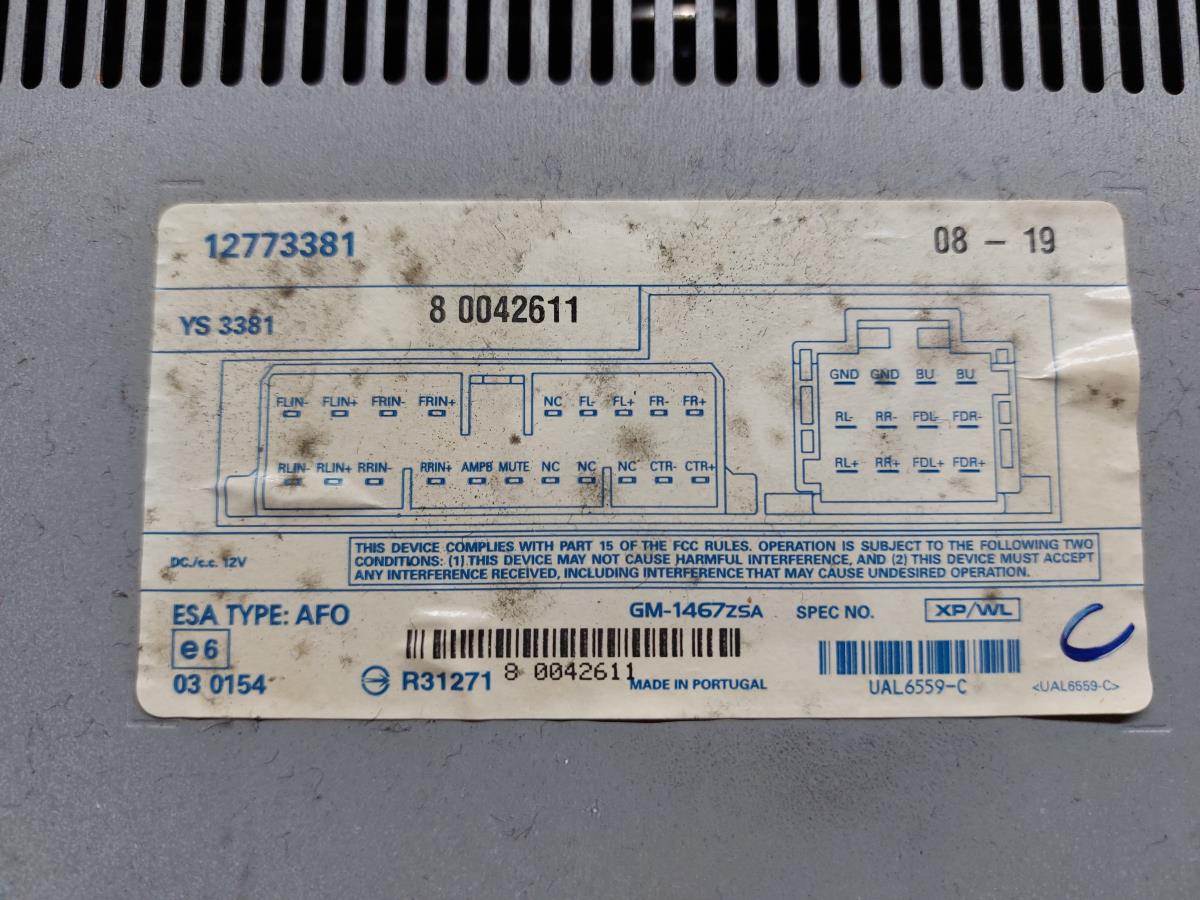 12773381
08 - 19
YS 3381
8 0042611
FLIN- FLIN+ FRIN- FRIN+ NC FL- FL+ FR- FR+
RLIN- RLIN+ RRIN- RRIN+ AMPB MUTE NC NC NC CTR- CTR+
GND GND BU BU
RL- RR- FDL- FDR-
RL+ RR+ FDL+ FDR+
DC./c.c. 12V
THIS DEVICE COMPLIES WITH PART 15 OF THE FCC RULES. OPERATION IS SUBJECT TO THE FOLLOWING TWO
CONDITIONS: (1) THIS DEVICE MAY NOT CAUSE HARMFUL INTERFERENCE, AND (2) THIS DEVICE MUST ACCEPT
ANY INTERFERENCE RECEIVED, INCLUDING INTERFERENCE THAT MAY CAUSE UNDESIRED OPERATION.
ESA TYPE: AFO
GM-1467ZSA SPEC NO. XP/WL
e6
03 0154
R31271
8 0042611
MADE IN PORTUGAL
UAL6559-C
<UAL6559-C>